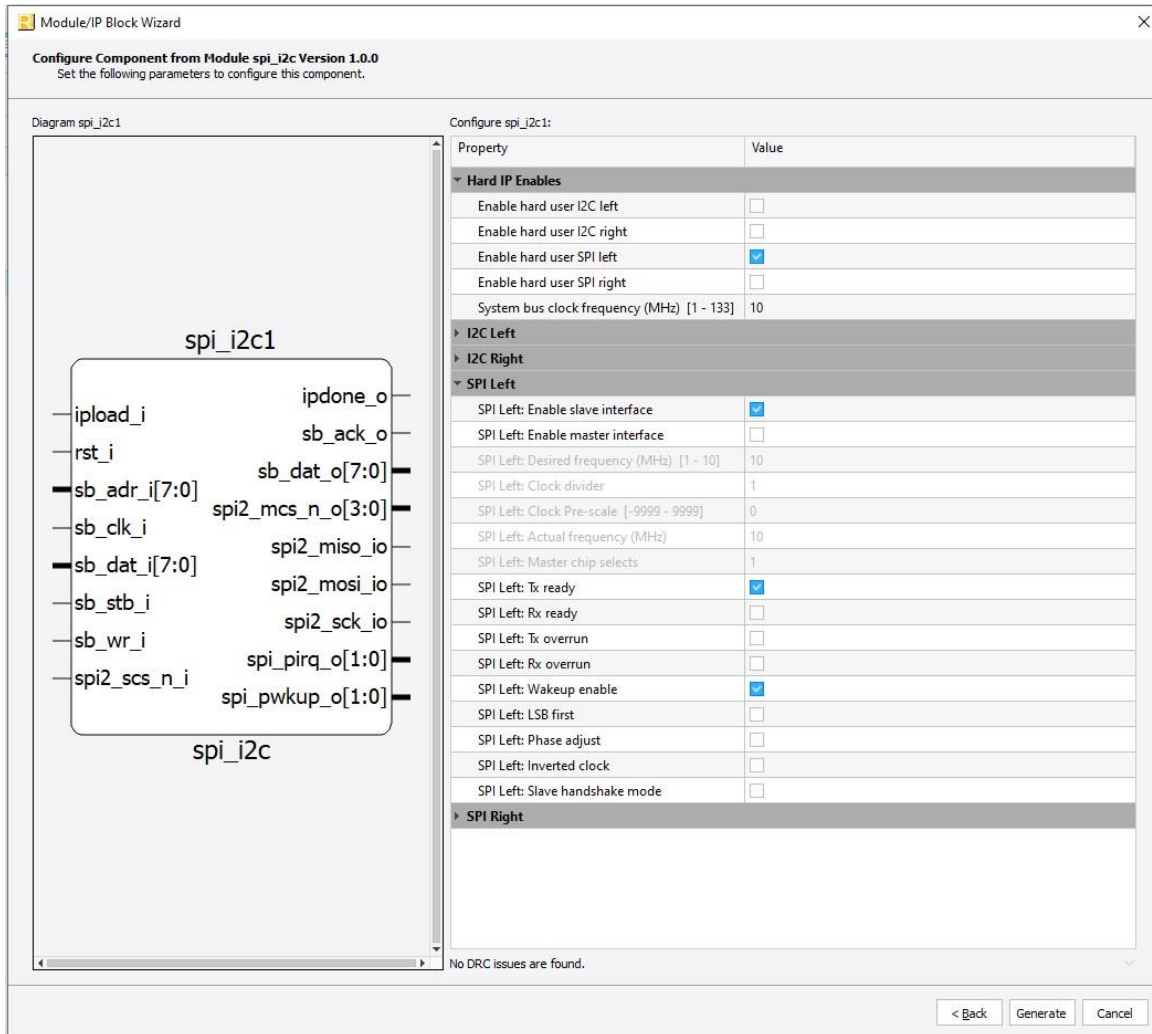 Module/IP Block Wizard
Configure Component from Module spi_i2c Version 1.0.0
Set the following parameters to configure this component.
Diagram spi_i2c1
spi_i2c1
ipload_i
rst_i
sb_adr_i[7:0]
sb_clk_i
sb_dat_i[7:0]
sb_stb_i
sb_wr_i
spi2_scs_n_i
ipdone_o
sb_ack_o
sb_dat_o[7:0]
spi2_mcs_n_o[3:0]
spi2_miso_io
spi2_mosi_io
spi2_sck_io
spi_pirq_o[1:0]
spi_pwkup_o[1:0]
spi_i2c
Configure spi_i2c1:
Property Value
Hard IP Enables
Enable hard user I2C left
Enable hard user I2C right
Enable hard user SPI left
Enable hard user SPI right
System bus clock frequency (MHz) [1 - 133] 10
I2C Left
I2C Right
SPI Left
SPI Left: Enable slave interface
SPI Left: Enable master interface
SPI Left: Desired frequency (MHz) [1 - 10] 10
SPI Left: Clock divider 1
SPI Left: Clock Pre-scale [-9999 - 9999] 0
SPI Left: Actual frequency (MHz) 10
SPI Left: Master chip selects 1
SPI Left: Tx ready
SPI Left: Rx ready
SPI Left: Tx overrun
SPI Left: Rx overrun
SPI Left: Wakeup enable
SPI Left: LSB first
SPI Left: Phase adjust
SPI Left: Inverted clock
SPI Left: Slave handshake mode
SPI Right
No DRC issues are found.
< Back Generate Cancel